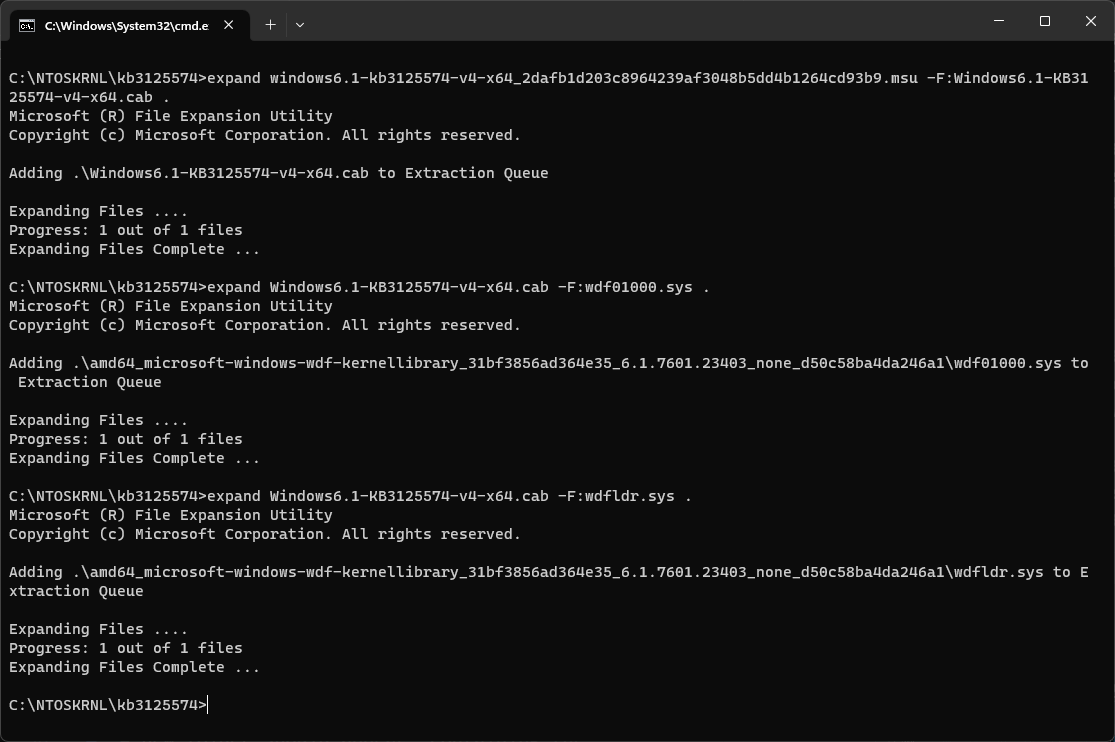 C:\Windows\System32\cmd.e
C:\NTOSKRNL\kb3125574>expand windows6.1-kb3125574-v4-x64_2dafb1d203c8964239af3048b5dd4b1264cd93b9.msu -F:Windows6.1-KB31
25574-v4-x64.cab .
Microsoft (R) File Expansion Utility
Copyright (c) Microsoft Corporation. All rights reserved.
Adding .\Windows6.1-KB3125574-v4-x64.cab to Extraction Queue
Expanding Files ....
Progress: 1 out of 1 files
Expanding Files Complete ...
C:\NTOSKRNL\kb3125574>expand Windows6.1-KB3125574-v4-x64.cab -F:wdf01000.sys .
Microsoft (R) File Expansion Utility
Copyright (c) Microsoft Corporation. All rights reserved.
Adding .\amd64_microsoft-windows-wdf-kernellibrary_31bf3856ad364e35_6.1.7601.23403_none_d50c58ba4da246a1\wdf01000.sys to
 Extraction Queue
Expanding Files ....
Progress: 1 out of 1 files
Expanding Files Complete ...
C:\NTOSKRNL\kb3125574>expand Windows6.1-KB3125574-v4-x64.cab -F:wdfldr.sys .
Microsoft (R) File Expansion Utility
Copyright (c) Microsoft Corporation. All rights reserved.
Adding .\amd64_microsoft-windows-wdf-kernellibrary_31bf3856ad364e35_6.1.7601.23403_none_d50c58ba4da246a1\wdfldr.sys to E
xtraction Queue
Expanding Files ....
Progress: 1 out of 1 files
Expanding Files Complete ...
C:\NTOSKRNL\kb3125574>